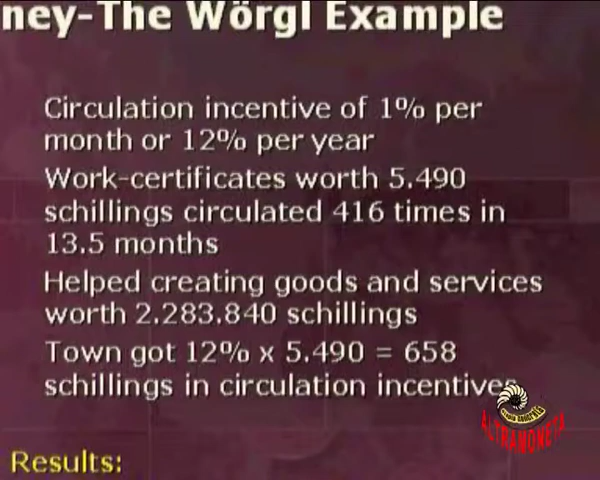 ney-The Wörgl Example
Circulation incentive of 1% per
month or 12% per year
Work-certificates worth 5.490
schillings circulated 416 times in
13.5 months
Helped creating goods and services
worth 2.283.840 schillings
Town got 12% x 5.490 = 658
schillings in circulation incentives
ALTRAMONETA
Results: